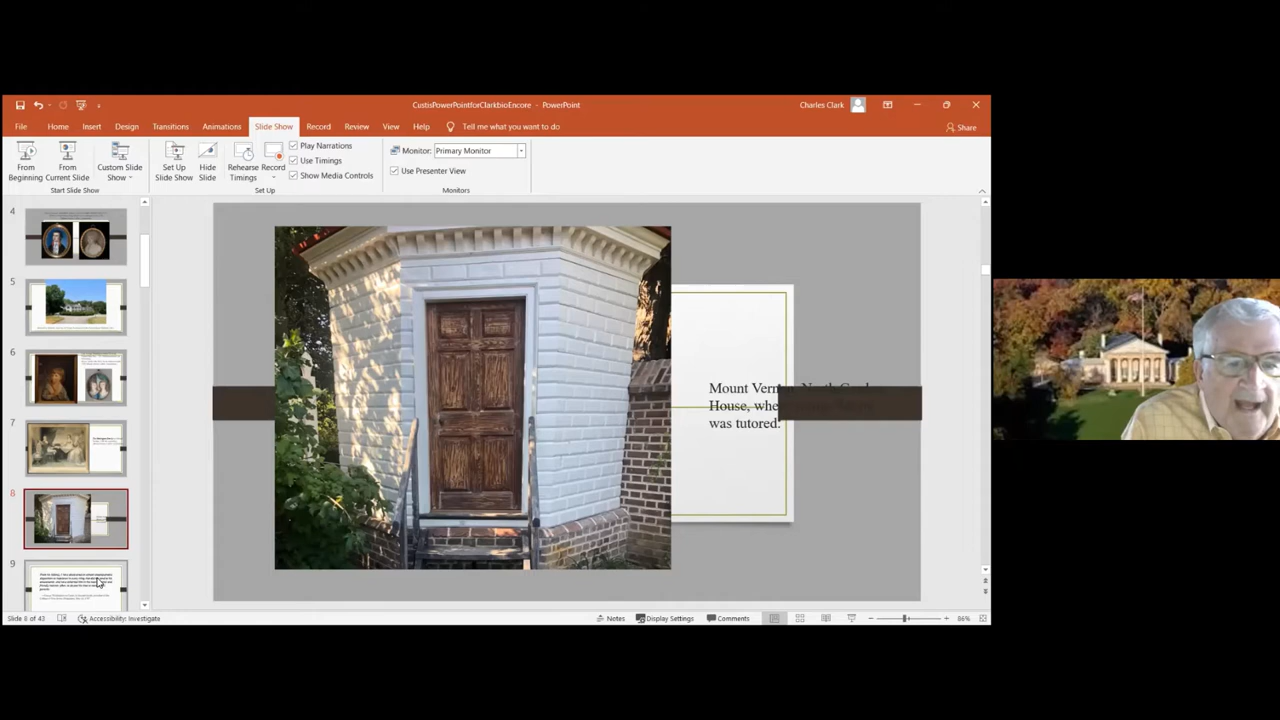 CustisPowerPointforClarkbioEncore - PowerPoint
Charles Clark
File Home Insert Design Transitions Animations Slide Show Record Review View Help Tell me what you want to do
Share
From Beginning
From Current Slide
Custom Slide Show
Start Slide Show
Set Up Slide Show
Hide Slide
Rehearse Timings
Record
Play Narrations
Use Timings
Show Media Controls
Set Up
Monitor: Primary Monitor
Use Presenter View
Monitors
4
5
6
7
8
9
Mount
House,
was tutored.
Slide 8 of 43
Accessibility: Investigate
Notes
Display Settings
Comments
86%